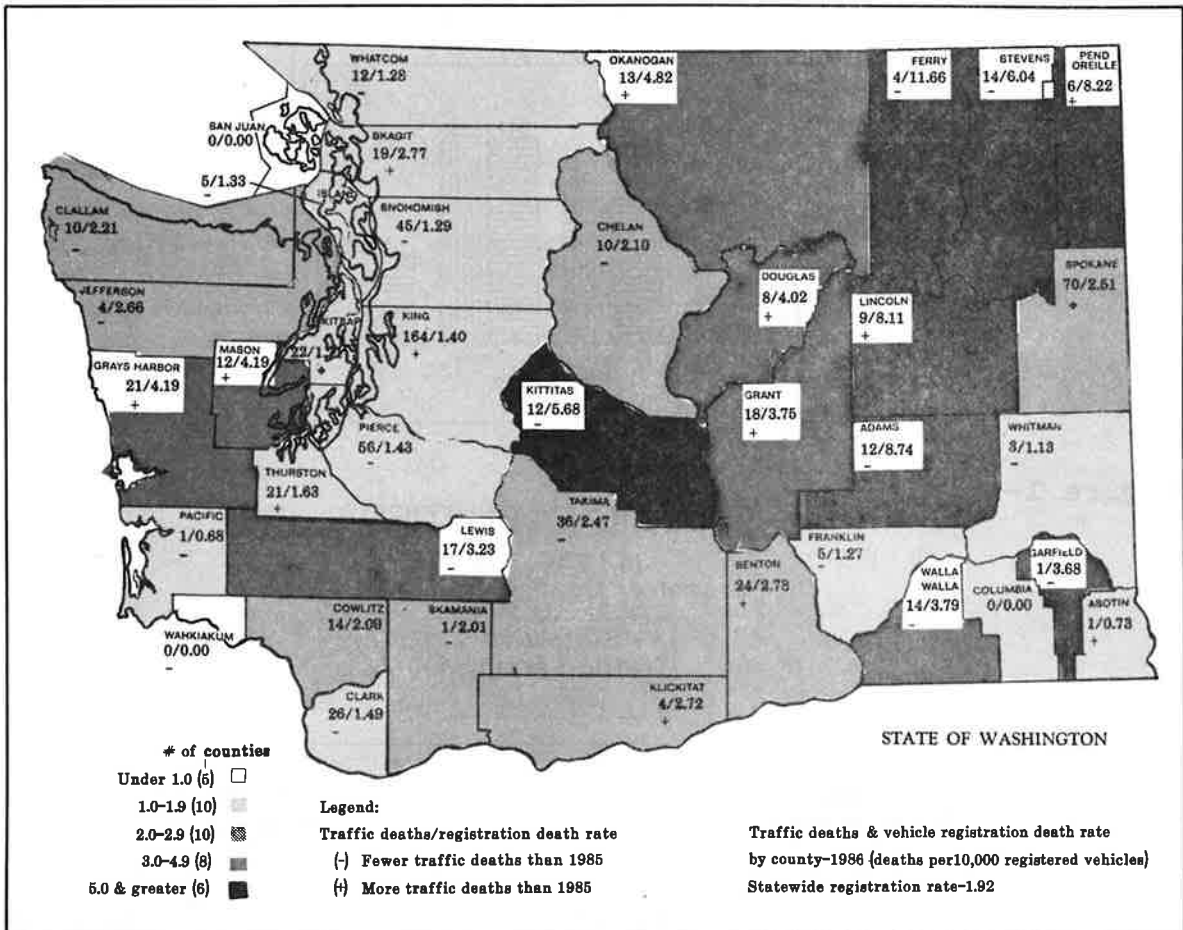 WHATCOM
12/1.28
-
OKANOGAN
13/4.82
+
FERRY
4/11.66
-
STEVENS
14/6.04
-
PEND
OREILLE
6/8.22
+
SAN JUAN
0/0.00
SKAGIT
19/2.77
+
5/1.33
-
ISLAND
CLALLAM
10/2.21
-
SNOHOMISH
45/1.29
-
CHELAN
10/2.10
-
SPOKANE
70/2.51
+
JEFFERSON
4/2.66
-
DOUGLAS
8/4.02
+
LINCOLN
9/8.11
+
KITSAP
+
KING
164/1.40
+
MASON
12/4.19
+
GRAYS HARBOR
21/4.19
+
KITTITAS
12/5.68
-
GRANT
18/3.75
+
ADAMS
12/8.74
-
WHITMAN
3/1.13
-
PIERCE
56/1.43
-
THURSTON
21/1.63
+
YAKIMA
36/2.47
-
PACIFIC
1/0.68
-
LEWIS
17/3.23
-
FRANKLIN
5/1.27
-
BENTON
24/2.78
+
WALLA
WALLA
14/3.79
-
COLUMBIA
0/0.00
-
GARFIELD
1/3.68
-
ASOTIN
1/0.73
+
WAHKIAKUM
0/0.00
-
COWLITZ
14/2.09
-
SKAMANIA
1/2.01
-
CLARK
26/1.49
-
KLICKITAT
4/2.72
+
STATE OF WASHINGTON
# of counties
Under 1.0 (5)
1.0-1.9 (10)
2.0-2.9 (10)
3.0-4.9 (8)
5.0 & greater (6)
Legend:
Traffic deaths/registration death rate
(-) Fewer traffic deaths than 1985
(+) More traffic deaths than 1985
Traffic deaths & vehicle registration death rate
by county-1986 (deaths per10,000 registered vehicles)
Statewide registration rate-1.92